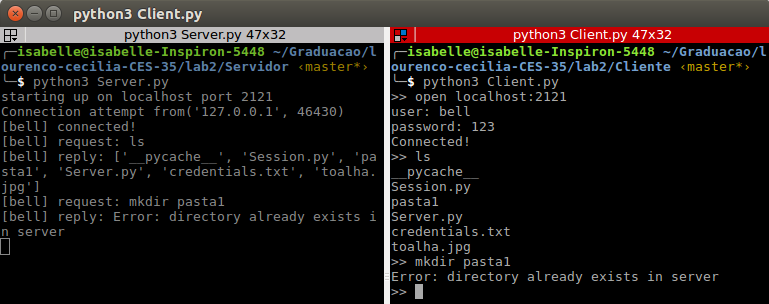 python3 Client.py
python3 Server.py 47x32
╭─isabelle@isabelle-Inspiron-5448 ~/Graduacao/l
ourenco-cecilia-CES-35/lab2/Servidor ‹master*›
╰─$ python3 Server.py
starting up on localhost port 2121
Connection attempt from('127.0.0.1', 46430)
[bell] connected!
[bell] request: ls
[bell] reply: ['__pycache__', 'Session.py', 'pa
sta1', 'Server.py', 'credentials.txt', 'toalha.
jpg']
[bell] request: mkdir pasta1
[bell] reply: Error: directory already exists i
n server
python3 Client.py 47x32
╭─isabelle@isabelle-Inspiron-5448 ~/Graduacao/l
ourenco-cecilia-CES-35/lab2/Cliente ‹master*›
╰─$ python3 Client.py
>> open localhost:2121
user: bell
password: 123
Connected!
>> ls
__pycache__
Session.py
pasta1
Server.py
credentials.txt
toalha.jpg
>> mkdir pasta1
Error: directory already exists in server
>>